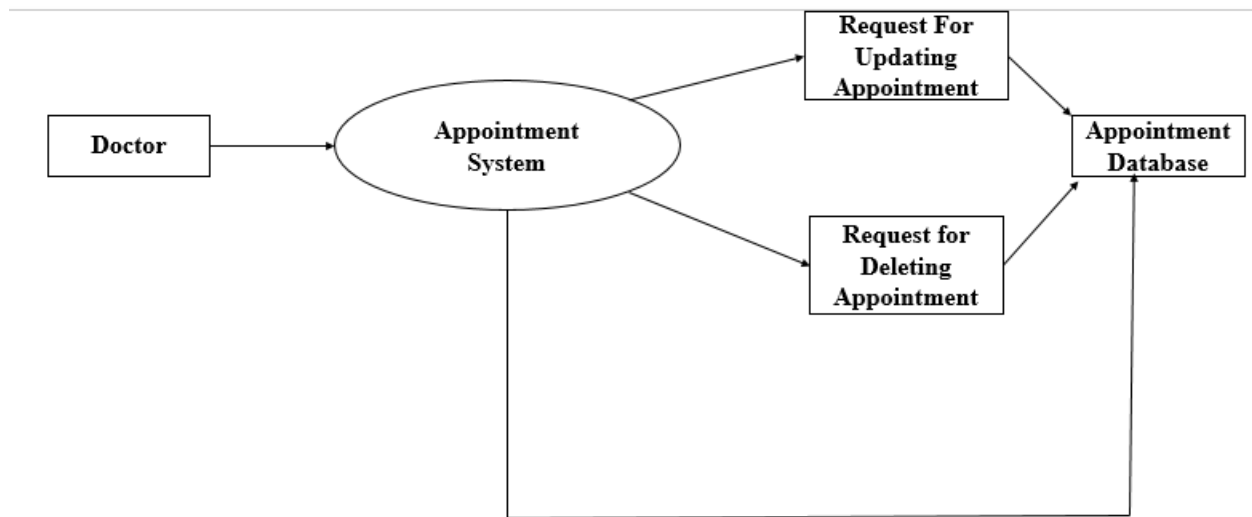 Doctor
Appointment
System
Request For
Updating
Appointment
Request for
Deleting
Appointment
Appointment
Database